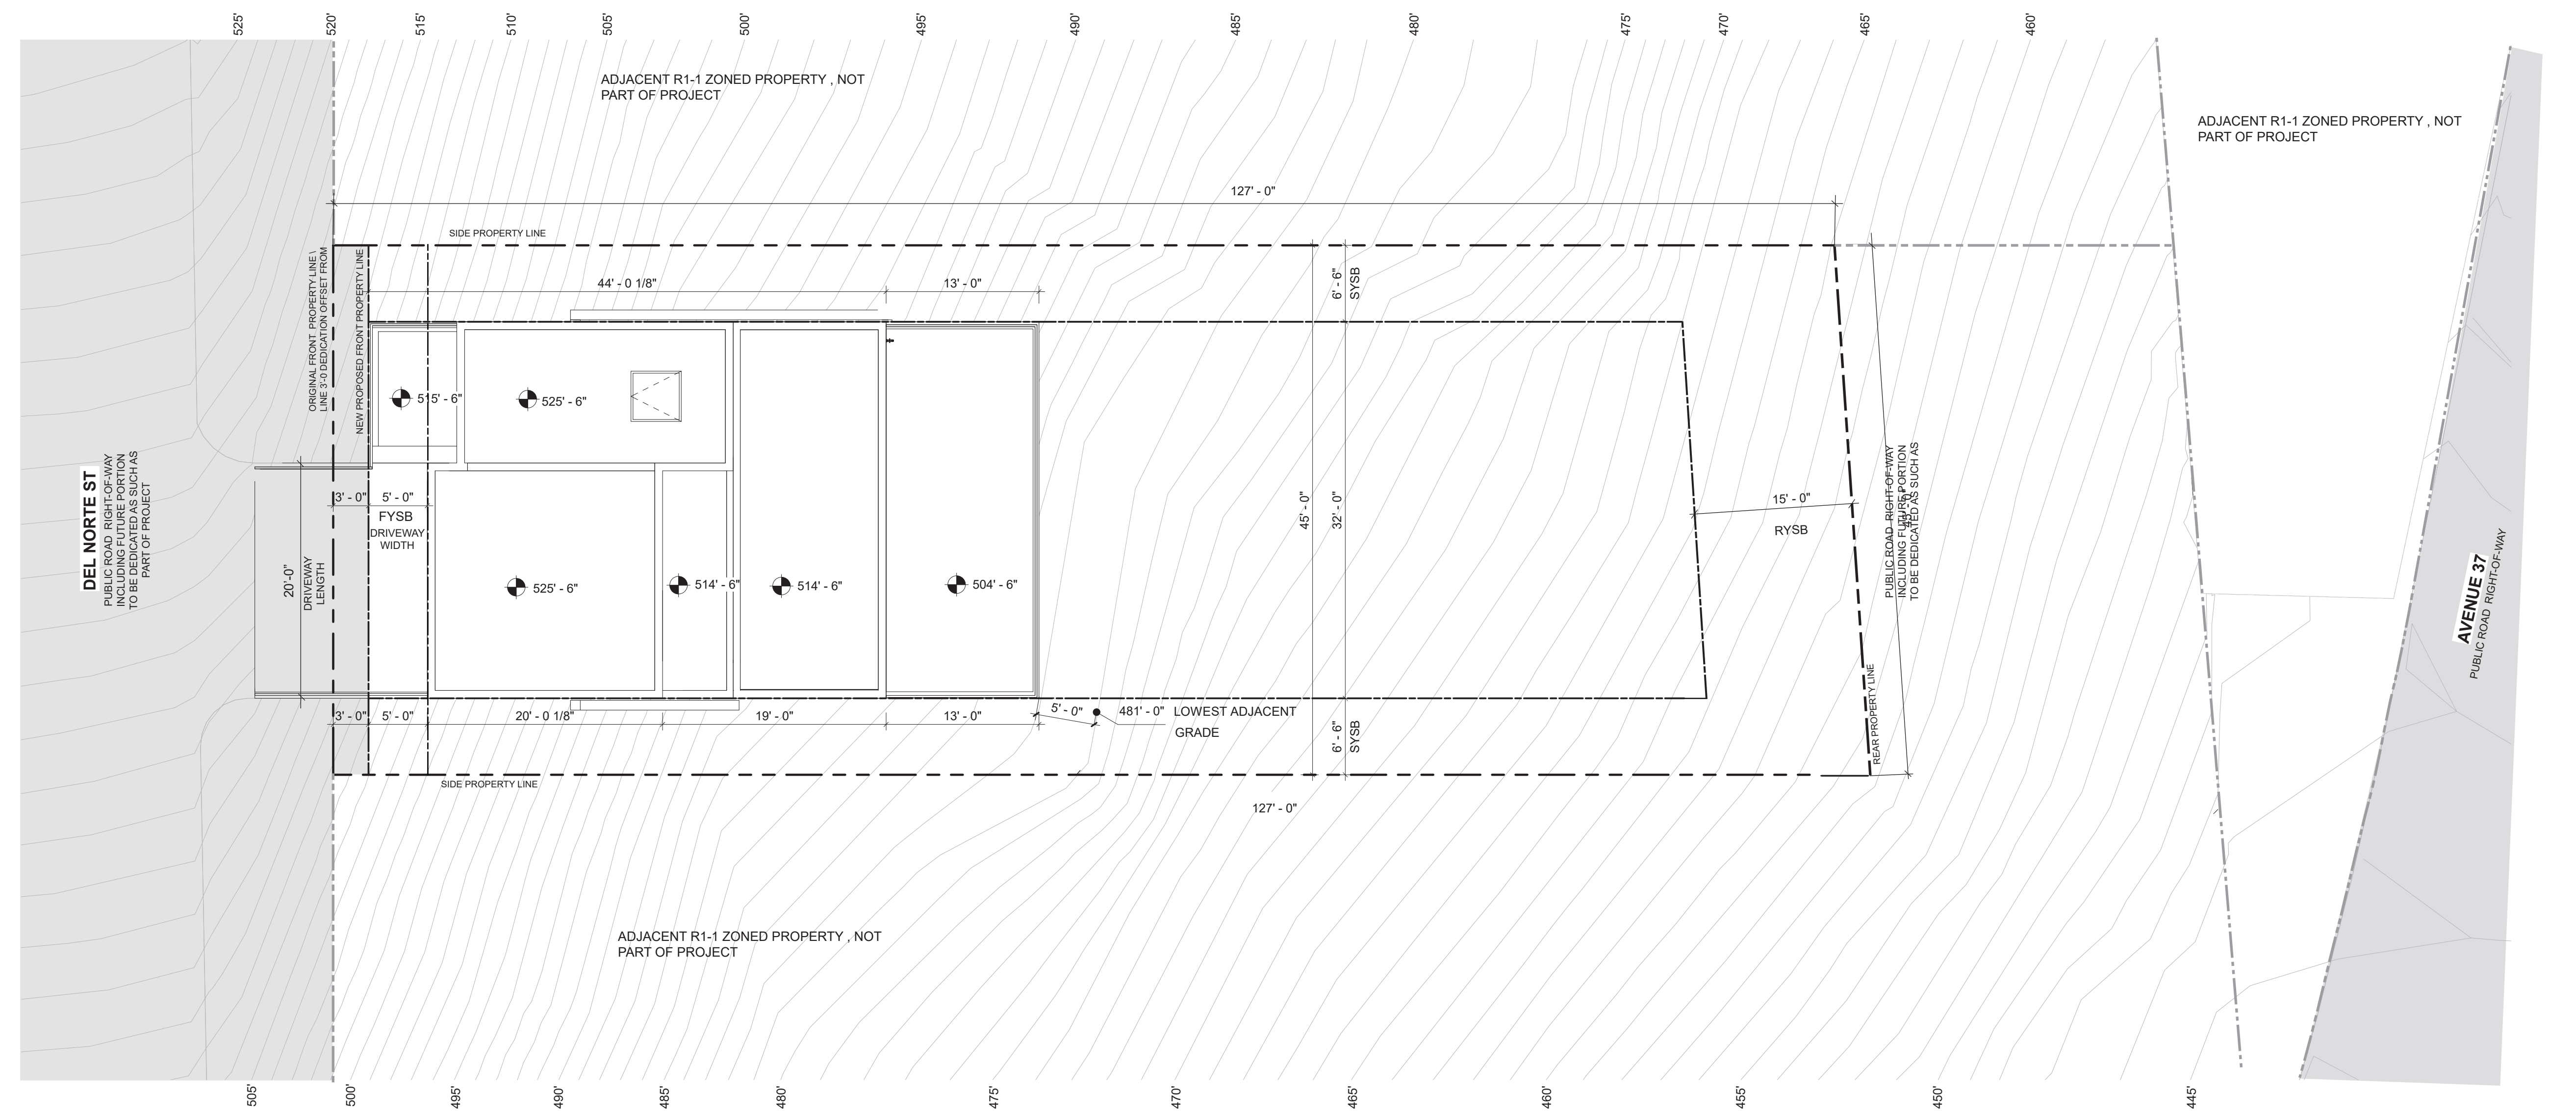 525'
520'
515'
510'
505'
500'
495'
490'
485'
480'
475'
470'
465'
460'
ADJACENT R1-1 ZONED PROPERTY , NOT
PART OF PROJECT
ADJACENT R1-1 ZONED PROPERTY , NOT
PART OF PROJECT
127' - 0"
SIDE PROPERTY LINE
ORIGINAL FRONT PROPERTY LINE \
LINE 3'-0 DEDICATION OFFSET FROM
NEW PROPOSED FRONT PROPERTY LINE
44' - 0 1/8"
13' - 0"
6' - 6"
SYSB
515' - 6"
525' - 6"
DEL NORTE ST
PUBLIC ROAD RIGHT-OF-WAY
INCLUDING FUTURE PORTION
TO BE DEDICATED AS SUCH AS
PART OF PROJECT
3' - 0"
5' - 0"
FYSB
DRIVEWAY
WIDTH
20'-0"
DRIVEWAY
LENGTH
45' - 0"
32' - 0"
15' - 0"
RYSB
PUBLIC ROAD RIGHT-OF-WAY
INCLUDING FUTURE PORTION
TO BE DEDICATED AS SUCH AS
525' - 6"
514' - 6"
514' - 6"
504' - 6"
AVENUE 37
PUBLIC ROAD RIGHT-OF-WAY
3' - 0"
5' - 0"
20' - 0 1/8"
19' - 0"
13' - 0"
5' - 0"
481' - 0" LOWEST ADJACENT
GRADE
6' - 6"
SYSB
REAR PROPERTY LINE
SIDE PROPERTY LINE
127' - 0"
ADJACENT R1-1 ZONED PROPERTY , NOT
PART OF PROJECT
505'
500'
495'
490'
485'
480'
475'
470'
465'
460'
455'
450'
445'